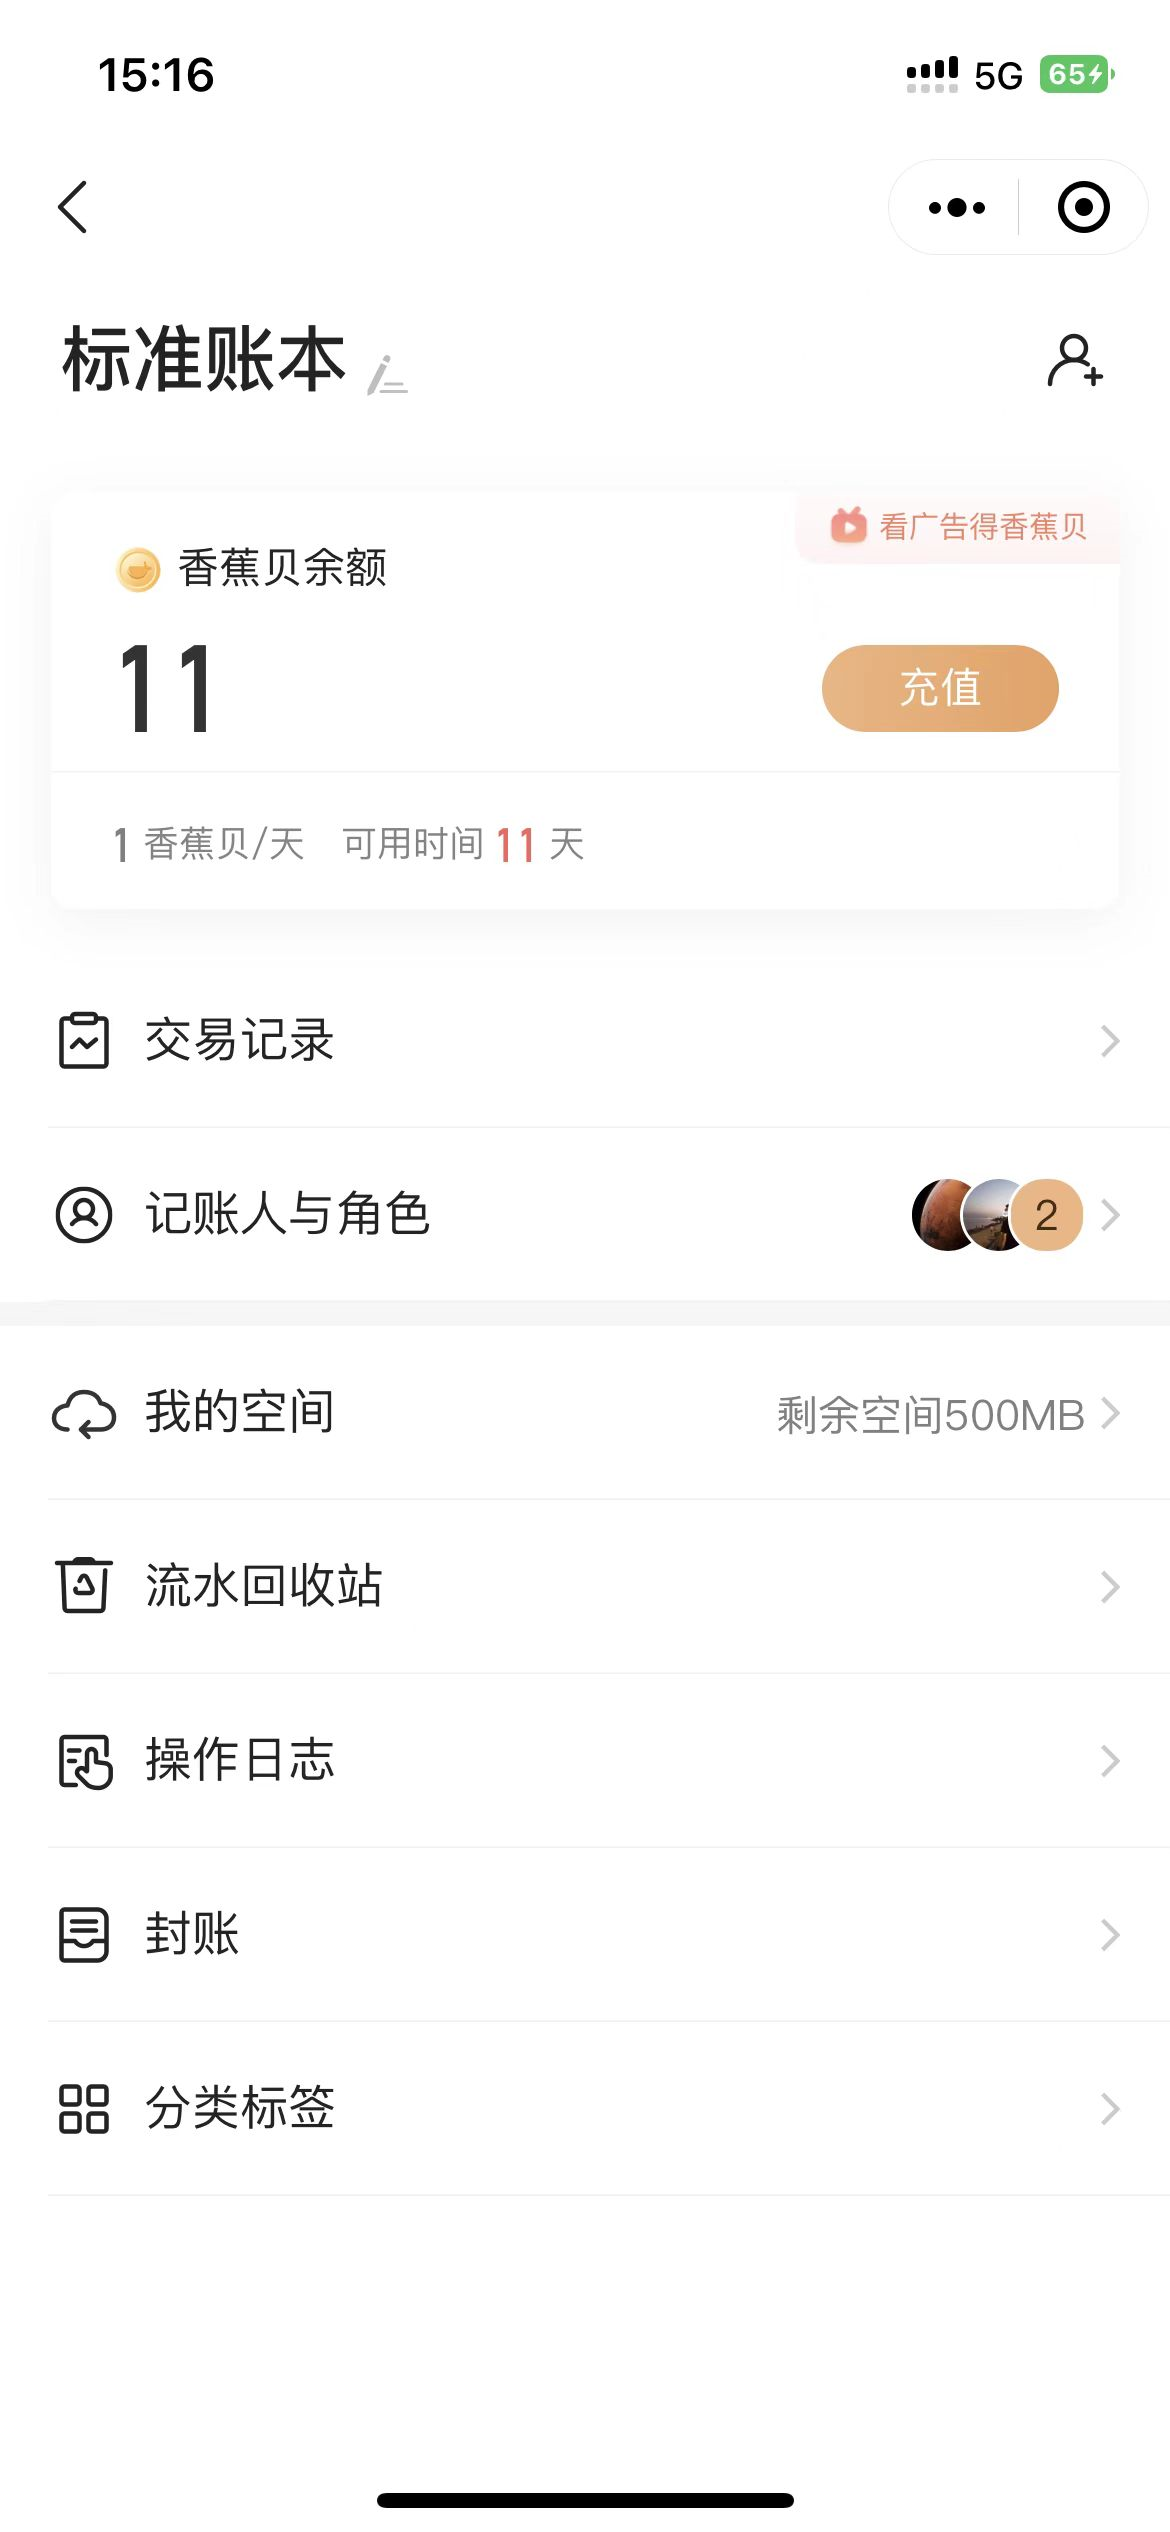 15:16
5G 65
标准账本
看广告得香蕉贝
香蕉贝余额
11
充值
1 香蕉贝/天 可用时间 11 天
交易记录
记账人与角色 2
我的空间 剩余空间500MB
流水回收站
操作日志
封账
分类标签